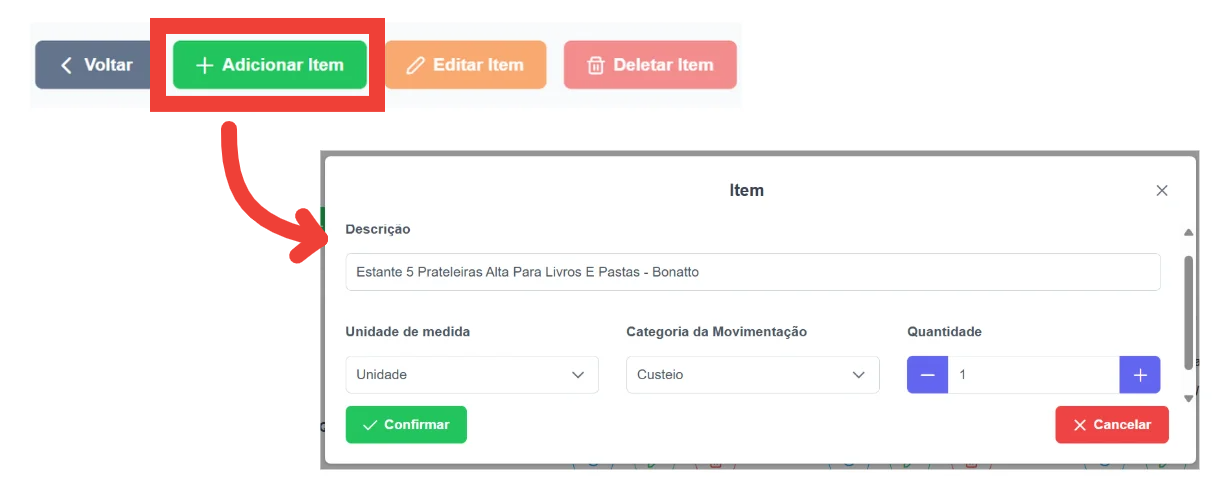 Voltar
Adicionar Item
Editar Item
Deletar Item
Item
Descrição
Estante 5 Prateleiras Alta Para Livros E Pastas - Bonatto
Unidade de medida
Categoria da Movimentação
Quantidade
Unidade
Custeio
1
Confirmar
Cancelar